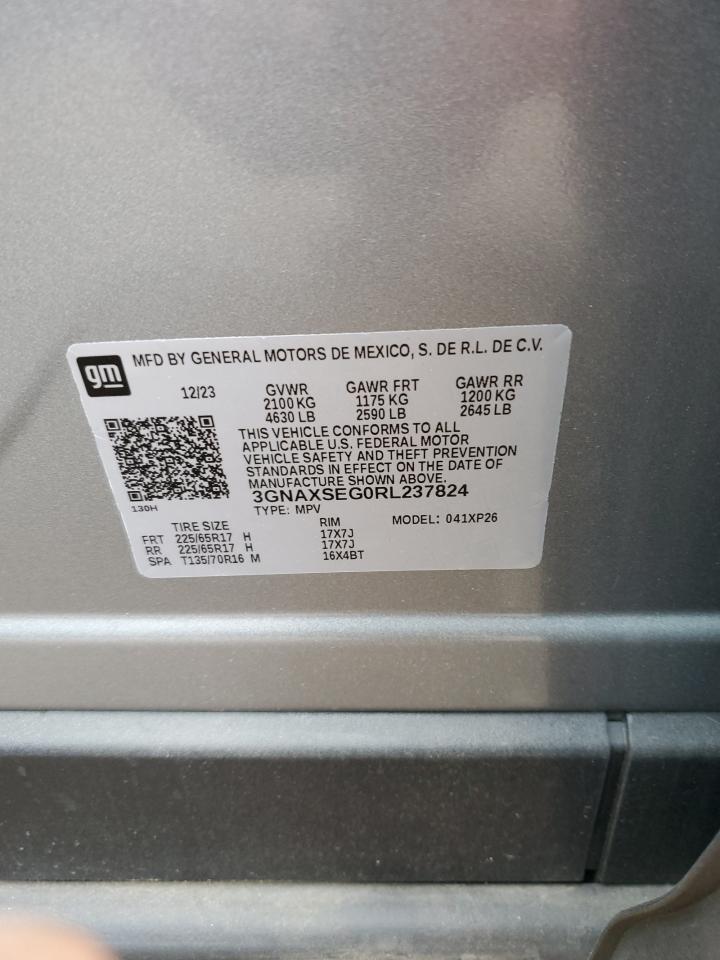 gm
MFD BY GENERAL MOTORS DE MEXICO, S. DE R.L. DE C.V.
12/23 GVWR GAWR FRT GAWR RR
2100 KG 1175 KG 1200 KG
4630 LB 2590 LB 2645 LB
THIS VEHICLE CONFORMS TO ALL
APPLICABLE U.S. FEDERAL MOTOR
VEHICLE SAFETY AND THEFT PREVENTION
STANDARDS IN EFFECT ON THE DATE OF
MANUFACTURE SHOWN ABOVE.
3GNAXSEG0RL237824
130H
TYPE: MPV MODEL: 041XP26
TIRE SIZE RIM
FRT 225/65R17 H 17X7J
RR 225/65R17 H 17X7J
SPA T135/70R16 M 16X4BT